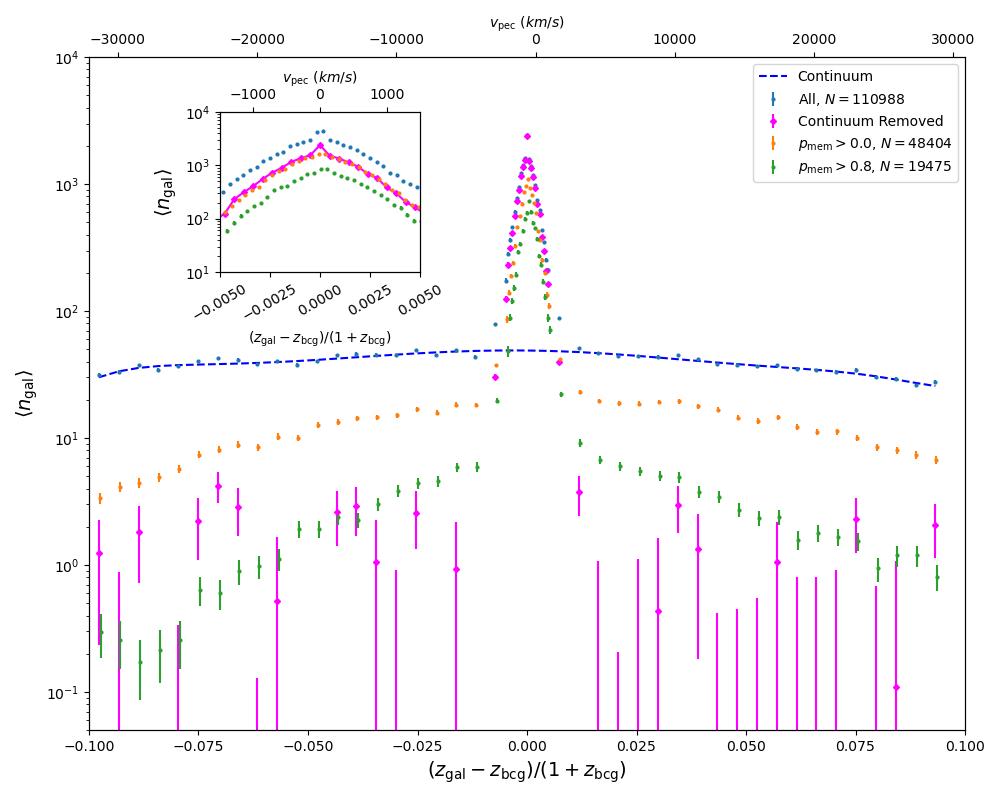 v_pec (km/s)
−30000 −20000 −10000 0 10000 20000 30000
10^4
10^3
10^2
10^1
10^0
10^−1
⟨n_gal⟩
−0.100 −0.075 −0.050 −0.025 0.000 0.025 0.050 0.075 0.100
(z_gal − z_bcg)/(1 + z_bcg)
Continuum
All, N = 110988
Continuum Removed
p_mem > 0.0, N = 48404
p_mem > 0.8, N = 19475
v_pec (km/s)
−1000 0 1000
10^4
10^3
10^2
10^1
⟨n_gal⟩
−0.0050 −0.0025 0.0000 0.0025 0.0050
(z_gal − z_bcg)/(1 + z_bcg)